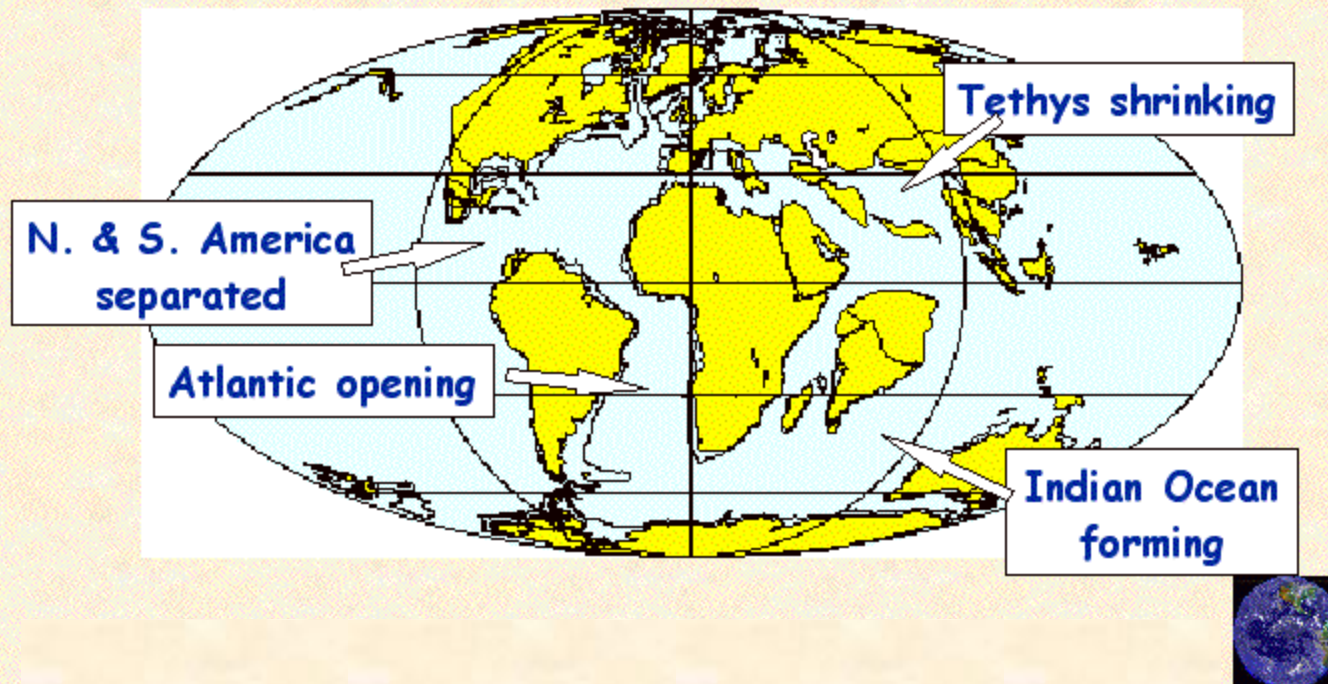 Tethys shrinking
N. & S. America
separated
Atlantic opening
Indian Ocean
forming